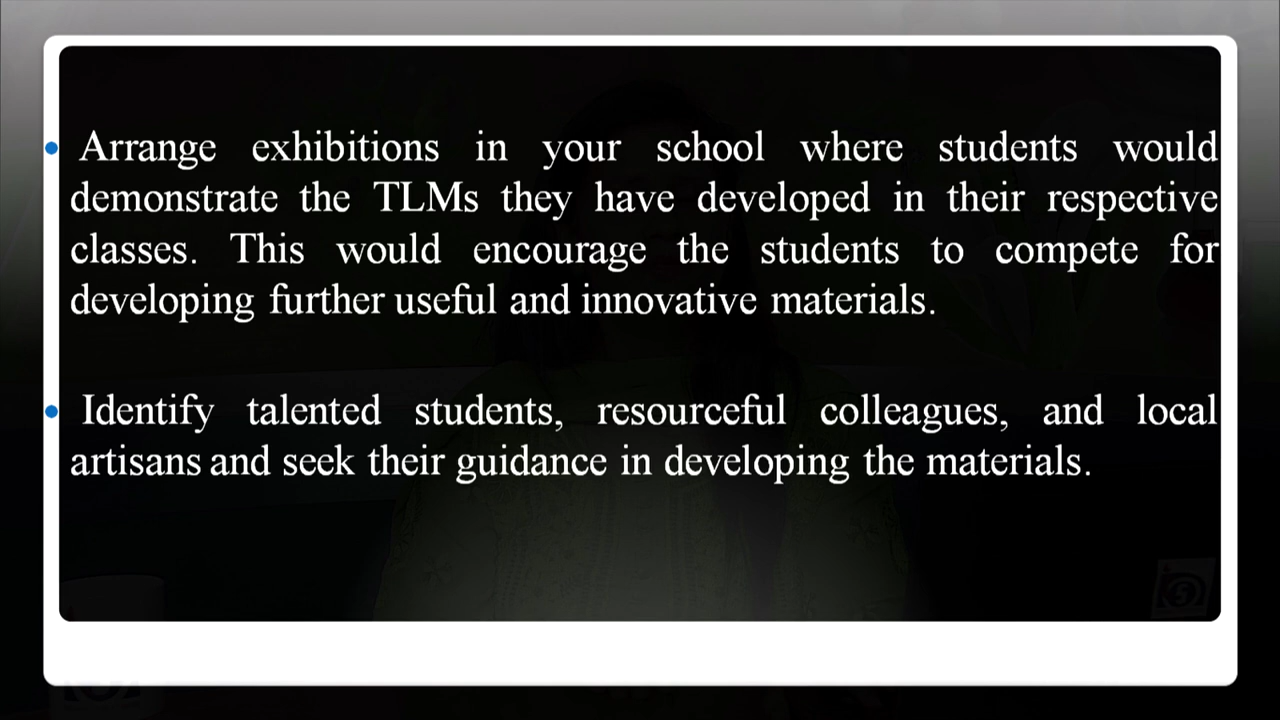 • Arrange exhibitions in your school where students would
demonstrate the TLMs they have developed in their respective
classes. This would encourage the students to compete for
developing further useful and innovative materials.
• Identify talented students, resourceful colleagues, and local
artisans and seek their guidance in developing the materials.